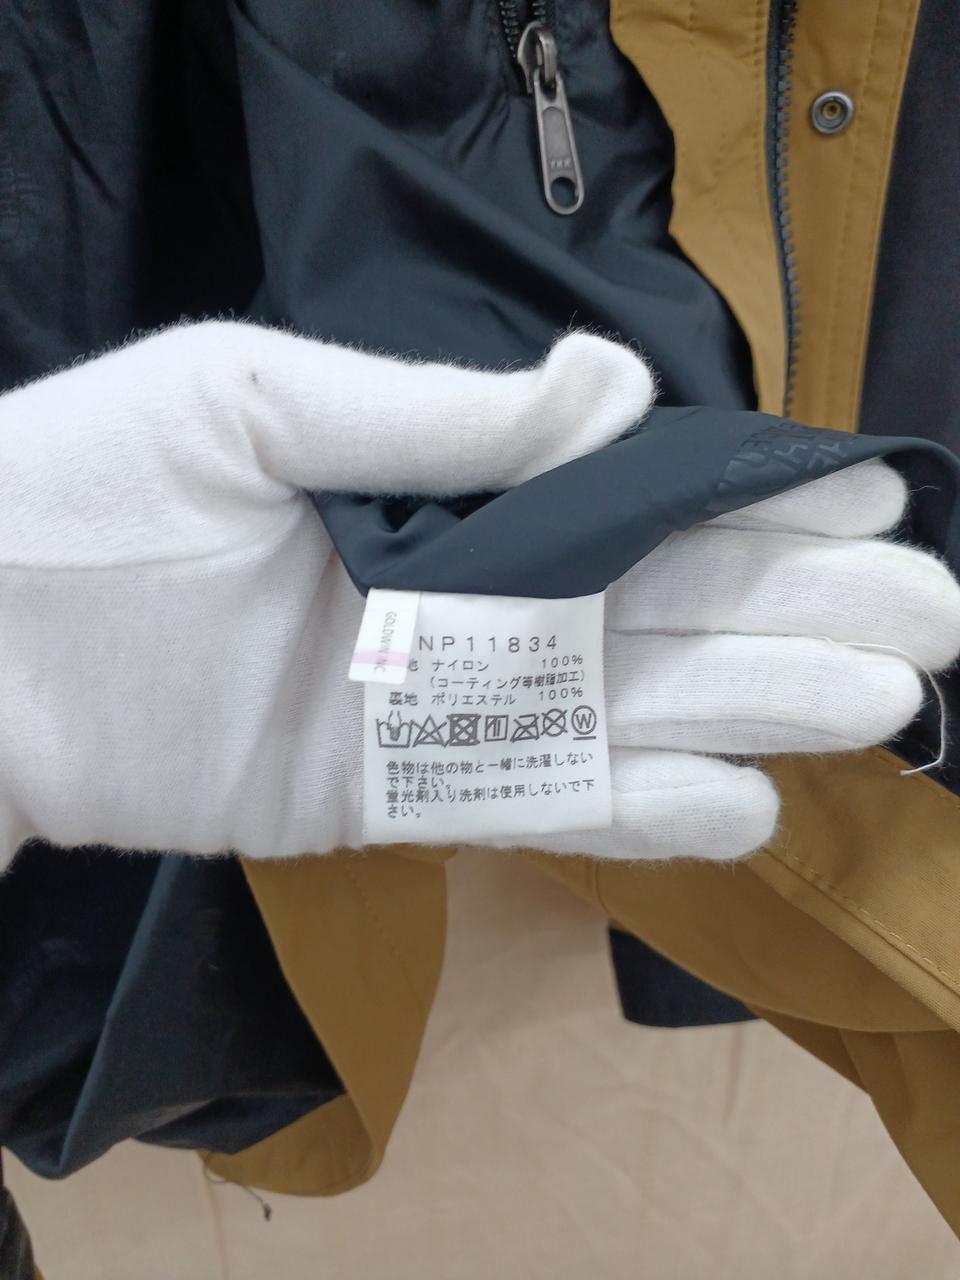 YKK
GOLDWIN INC
NP11834
地 ナイロン 100%
(コーティング等樹脂加工)
裏地 ポリエステル 100%
W
色物は他の物と一緒に洗濯しない
で下さい。
蛍光剤入り洗剤は使用しないで下
さい。